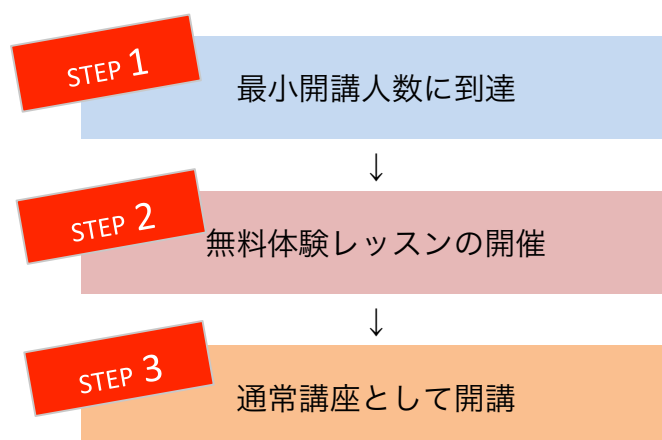 STEP 1
最小開講人数に到達
↓
STEP 2
無料体験レッスンの開催
↓
STEP 3
通常講座として開講